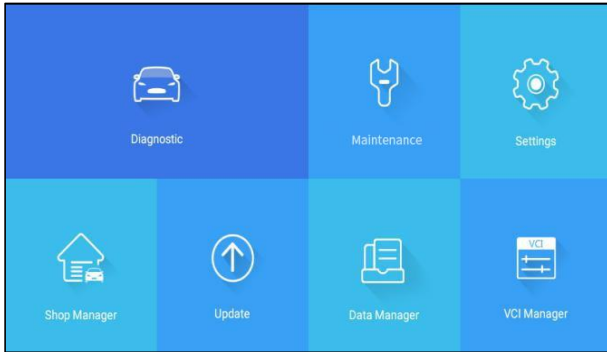 Diagnostic
Maintenance
Settings
Shop Manager
Update
Data Manager
VCI
VCI Manager